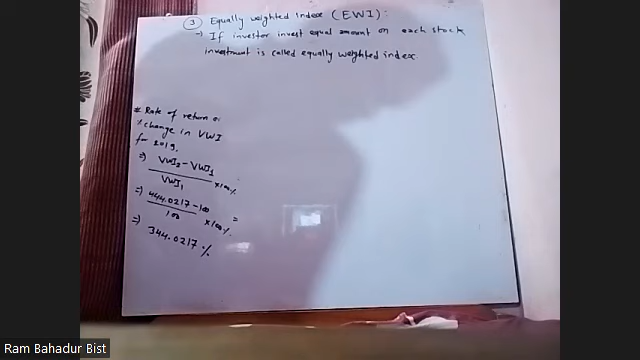 ③ Equally weighted Index (EWI):
→ If investor invest equal amount on each stock
investment is called equally weighted index.
# Rate of return or
% change in VWI
for 2019.
⇒ VWI₂ - VWI₁ / VWI₁ ×100%
⇒ 444.0217 - 100 / 100 ×100% =
⇒ 344.0217 %
Ram Bahadur Bist